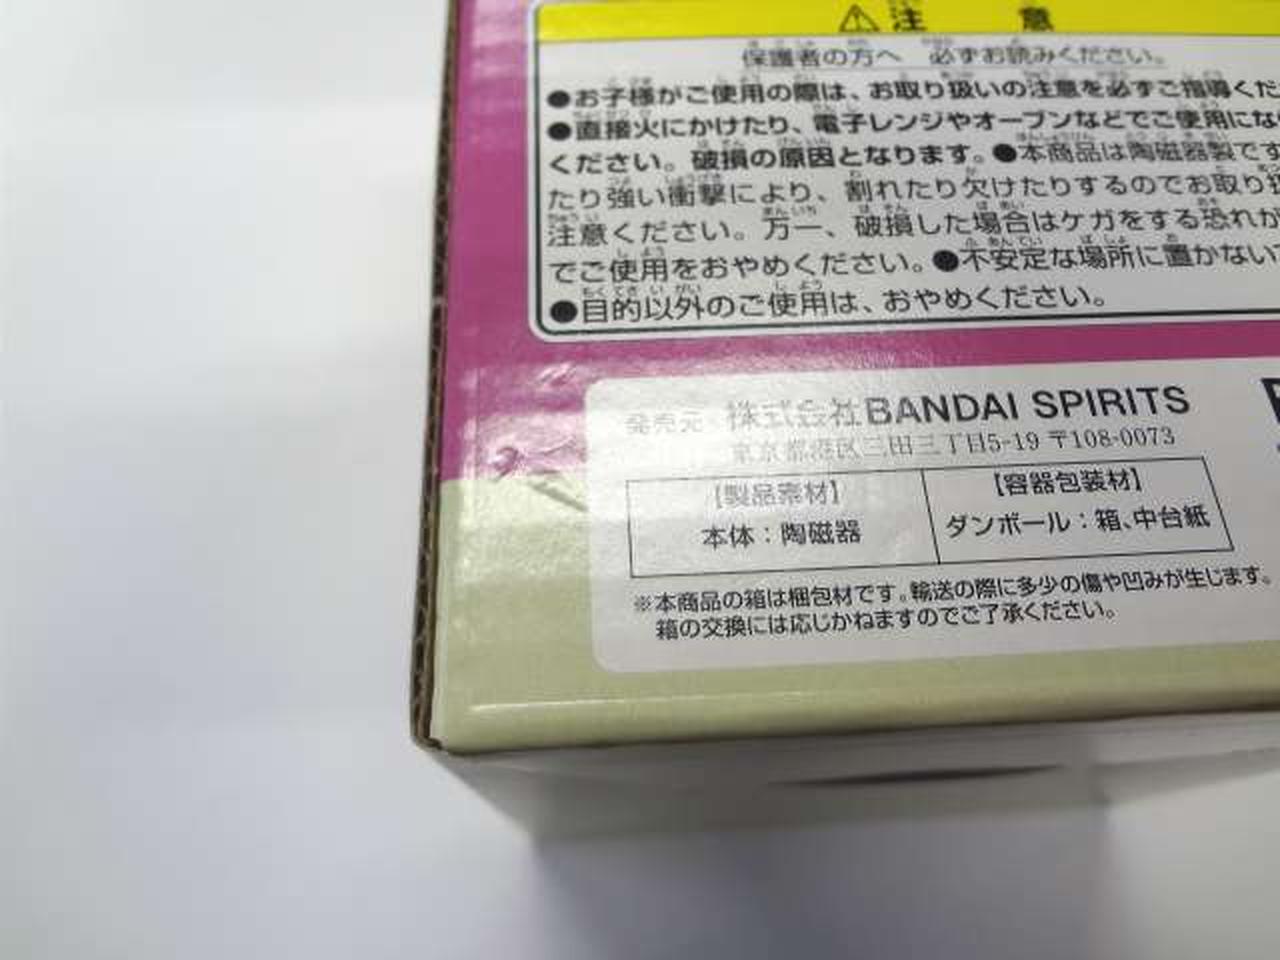 注 意
保護者の方へ 必ずお読みください。
●お子様がご使用の際は、お取り扱いの注意を必ずご指導くだ
●直接火にかけたり、電子レンジやオーブンなどでご使用にな
ください。破損の原因となります。●本商品は陶磁器製です
たり強い衝撃により、割れたり欠けたりするのでお取り扱
注意ください。万一、破損した場合はケガをする恐れが
でご使用をおやめください。●不安定な場所に置かない
●目的以外のご使用は、おやめください。
発売元 株式会社BANDAI SPIRITS
東京都港区三田三丁目5-19 〒108-0073
【製品素材】 【容器包装材】
本体：陶磁器 ダンボール：箱、中台紙
※本商品の箱は梱包材です。輸送の際に多少の傷や凹みが生じます。
箱の交換には応じかねますのでご了承ください。